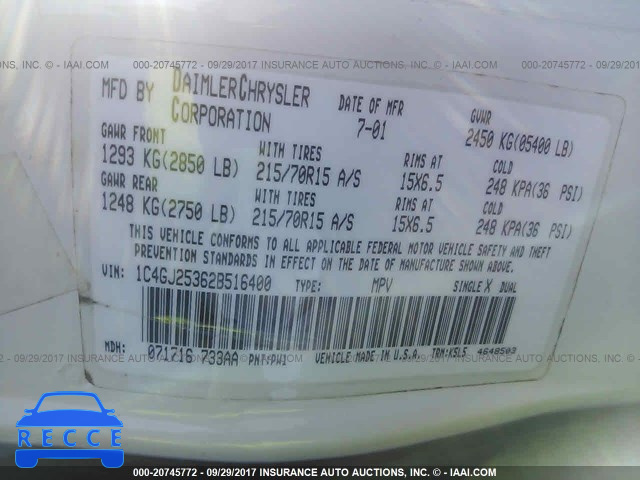 000-20745772 - 09/29/2017 INSURANCE AUTO AUCTIONS, INC. - © IAAI.COM
MFD BY DAIMLERCHRYSLER CORPORATION
DATE OF MFR
7-01
GVWR
2450 KG(05400 LB)
GAWR FRONT WITH TIRES RIMS AT COLD
1293 KG(2850 LB) 215/70R15 A/S 15X6.5 248 KPA(36 PSI)
GAWR REAR WITH TIRES RIMS AT COLD
1248 KG(2750 LB) 215/70R15 A/S 15X6.5 248 KPA(36 PSI)
THIS VEHICLE CONFORMS TO ALL APPLICABLE FEDERAL MOTOR VEHICLE SAFETY AND THEFT
PREVENTION STANDARDS IN EFFECT ON THE DATE OF MANUFACTURE SHOWN ABOVE.
VIN: 1C4GJ25362B516400 TYPE: MPV SINGLE X DUAL
MDH: 071716 733AA PNT:PW1 VEHICLE MADE IN U.S.A. TRM:K5L5 4648503
RECCE
000-20745772 - 09/29/2017 INSURANCE AUTO AUCTIONS, INC. - © IAAI.COM